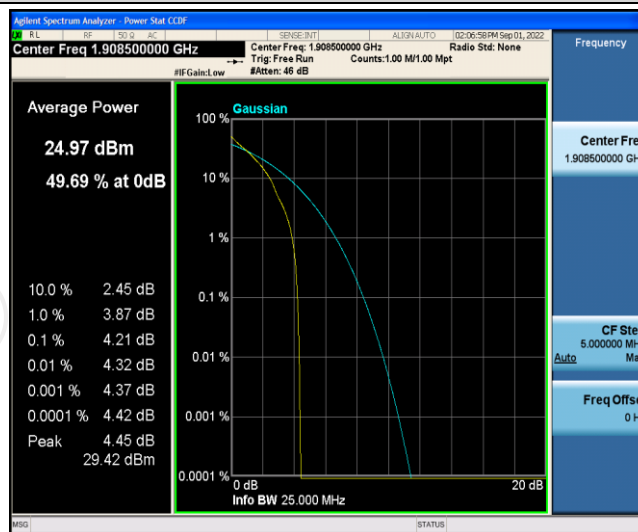 Agilent Spectrum Analyzer - Power Stat CCDF
RL RF 50 Ω AC SENSE:INT ALIGN AUTO 02:06:58 PM Sep 01, 2022
Center Freq 1.908500000 GHz
Center Freq: 1.908500000 GHz Radio Std: None
Trig: Free Run Counts:1.00 M/1.00 Mpt
#IFGain:Low #Atten: 46 dB
Frequency
Average Power
24.97 dBm
49.69 % at 0dB
10.0 % 2.45 dB
1.0 % 3.87 dB
0.1 % 4.21 dB
0.01 % 4.32 dB
0.001 % 4.37 dB
0.0001 % 4.42 dB
Peak 4.45 dB
29.42 dBm
Gaussian
100 %
10 %
1 %
0.1 %
0.01 %
0.001 %
0.0001 %
0 dB 20 dB
Info BW 25.000 MHz
Center Fre
1.908500000 GH
CF Ste
5.000000 MH
Auto Ma
Freq Offse
0 H
MSG STATUS